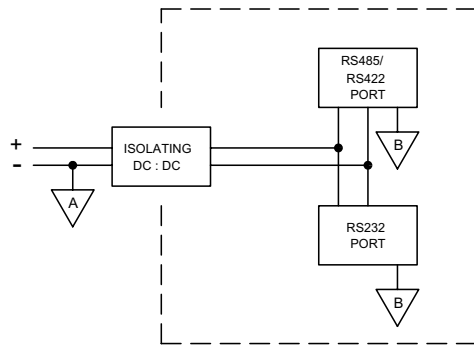 RS485/
RS422
PORT
B
+
-
ISOLATING
DC : DC
A
RS232
PORT
B